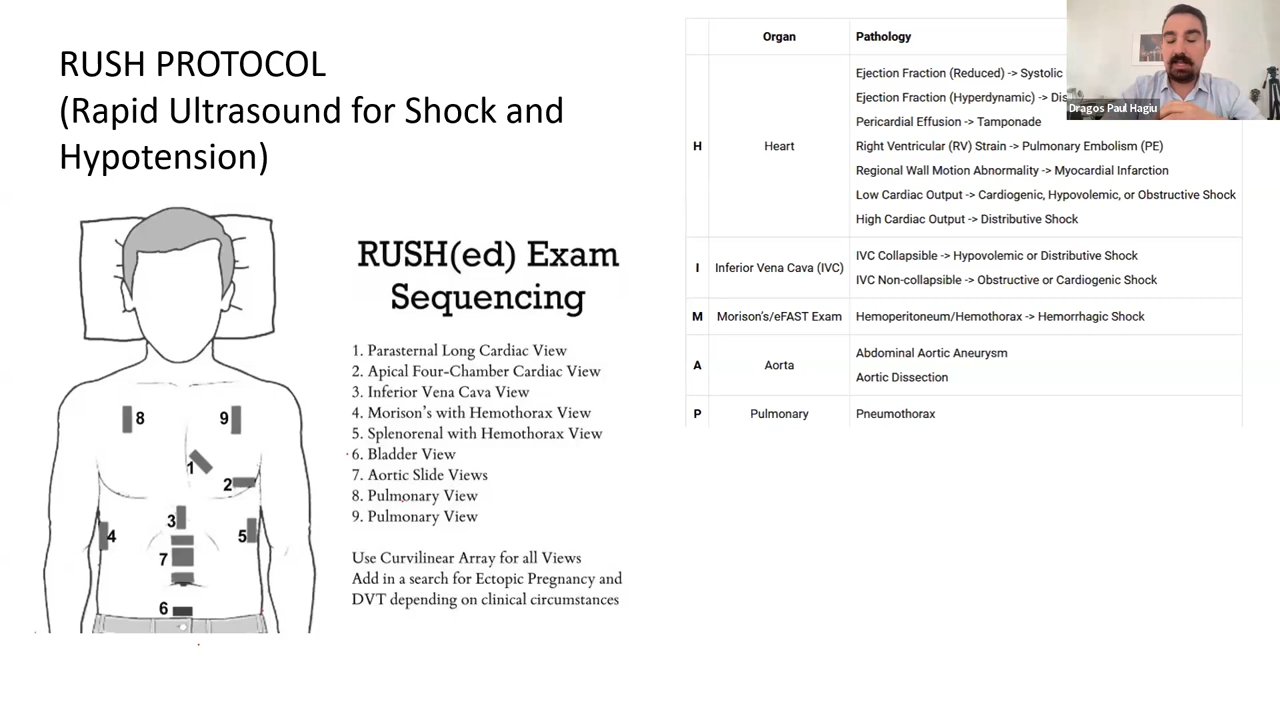 RUSH PROTOCOL
(Rapid Ultrasound for Shock and
Hypotension)
RUSH(ed) Exam
Sequencing
1. Parasternal Long Cardiac View
2. Apical Four-Chamber Cardiac View
3. Inferior Vena Cava View
4. Morison's with Hemothorax View
5. Splenorenal with Hemothorax View
6. Bladder View
7. Aortic Slide Views
8. Pulmonary View
9. Pulmonary View
Use Curvilinear Array for all Views
Add in a search for Ectopic Pregnancy and
DVT depending on clinical circumstances
8 9
1
2
3
4 5
7
6
Organ Pathology
Ejection Fraction (Reduced) -> Systolic
Ejection Fraction (Hyperdynamic) ->
Pericardial Effusion -> Tamponade
H Heart Right Ventricular (RV) Strain -> Pulmonary Embolism (PE)
Regional Wall Motion Abnormality -> Myocardial Infarction
Low Cardiac Output -> Cardiogenic, Hypovolemic, or Obstructive Shock
High Cardiac Output -> Distributive Shock
IVC Collapsible -> Hypovolemic or Distributive Shock
I Inferior Vena Cava (IVC)
IVC Non-collapsible -> Obstructive or Cardiogenic Shock
M Morison's/eFAST Exam Hemoperitoneum/Hemothorax -> Hemorrhagic Shock
Abdominal Aortic Aneurysm
A Aorta
Aortic Dissection
P Pulmonary Pneumothorax
Dragos Paul Hagiu